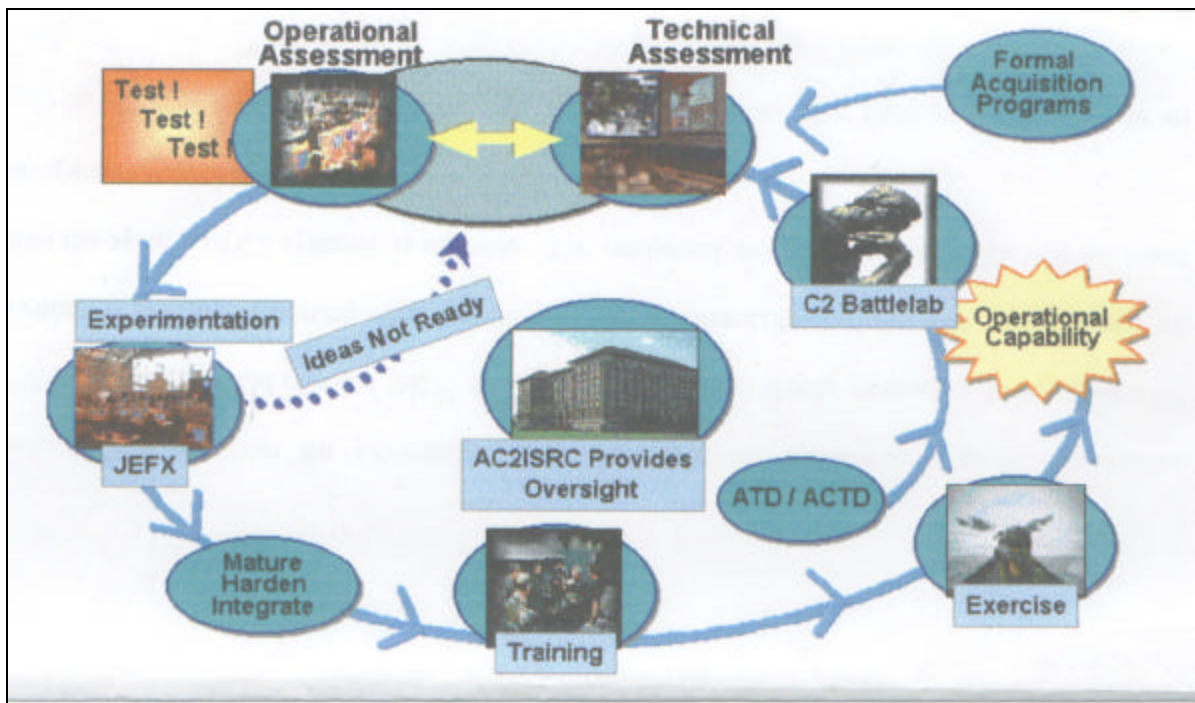 Operational
Assessment
Technical
Assessment
Formal
Acquisition
Programs
Test !
Test !
Test !
C2 Battlelab
Operational
Capability
Experimentation
Ideas Not Ready
JEFX
AC2ISRC Provides
Oversight
ATD / ACTD
Mature
Harden
Integrate
Training
Exercise